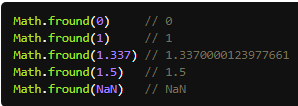 Math.fround(0)     // 0
Math.fround(1)     // 1
Math.fround(1.337) // 1.3370000123977661
Math.fround(1.5)   // 1.5
Math.fround(NaN)   // NaN